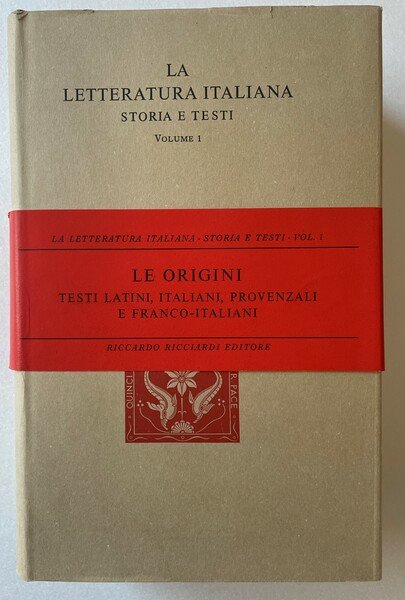 LA
LETTERATURA ITALIANA
STORIA E TESTI
VOLUME 1
LA LETTERATURA ITALIANA · STORIA E TESTI · VOL. 1
LE ORIGINI
TESTI LATINI, ITALIANI, PROVENZALI
E FRANCO-ITALIANI
RICCARDO RICCIARDI EDITORE